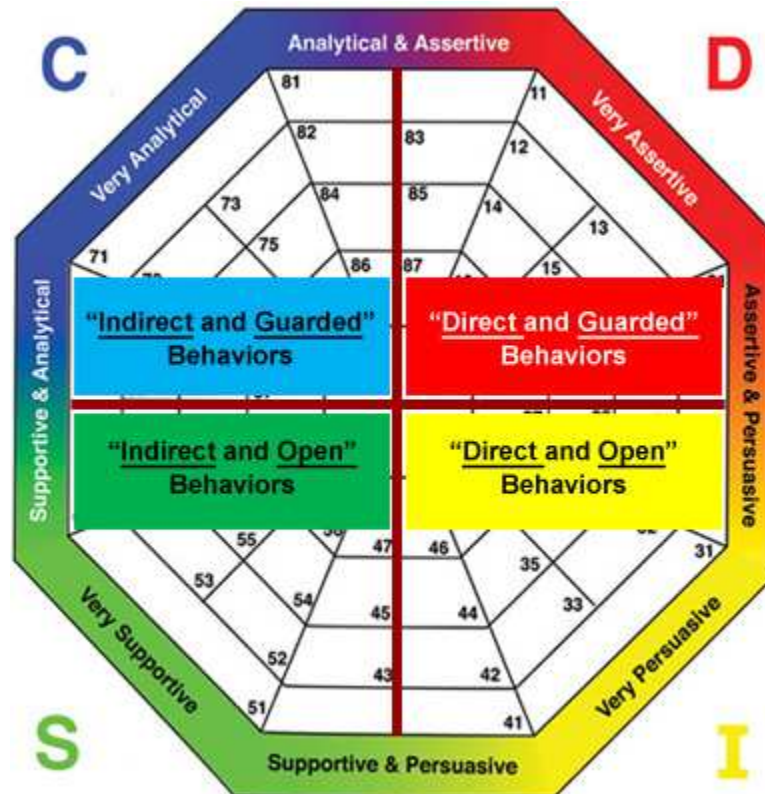 C
D
Analytical & Assertive
Very Analytical
Very Assertive
81
11
82
83
12
73
84
85
14
13
75
15
71
86
87
"Indirect and Guarded"
Behaviors
"Direct and Guarded"
Behaviors
Supportive & Analytical
Assertive & Persuasive
"Indirect and Open"
Behaviors
"Direct and Open"
Behaviors
55
47
46
31
53
54
45
44
35
33
52
43
42
51
41
Very Supportive
Very Persuasive
Supportive & Persuasive
S
I